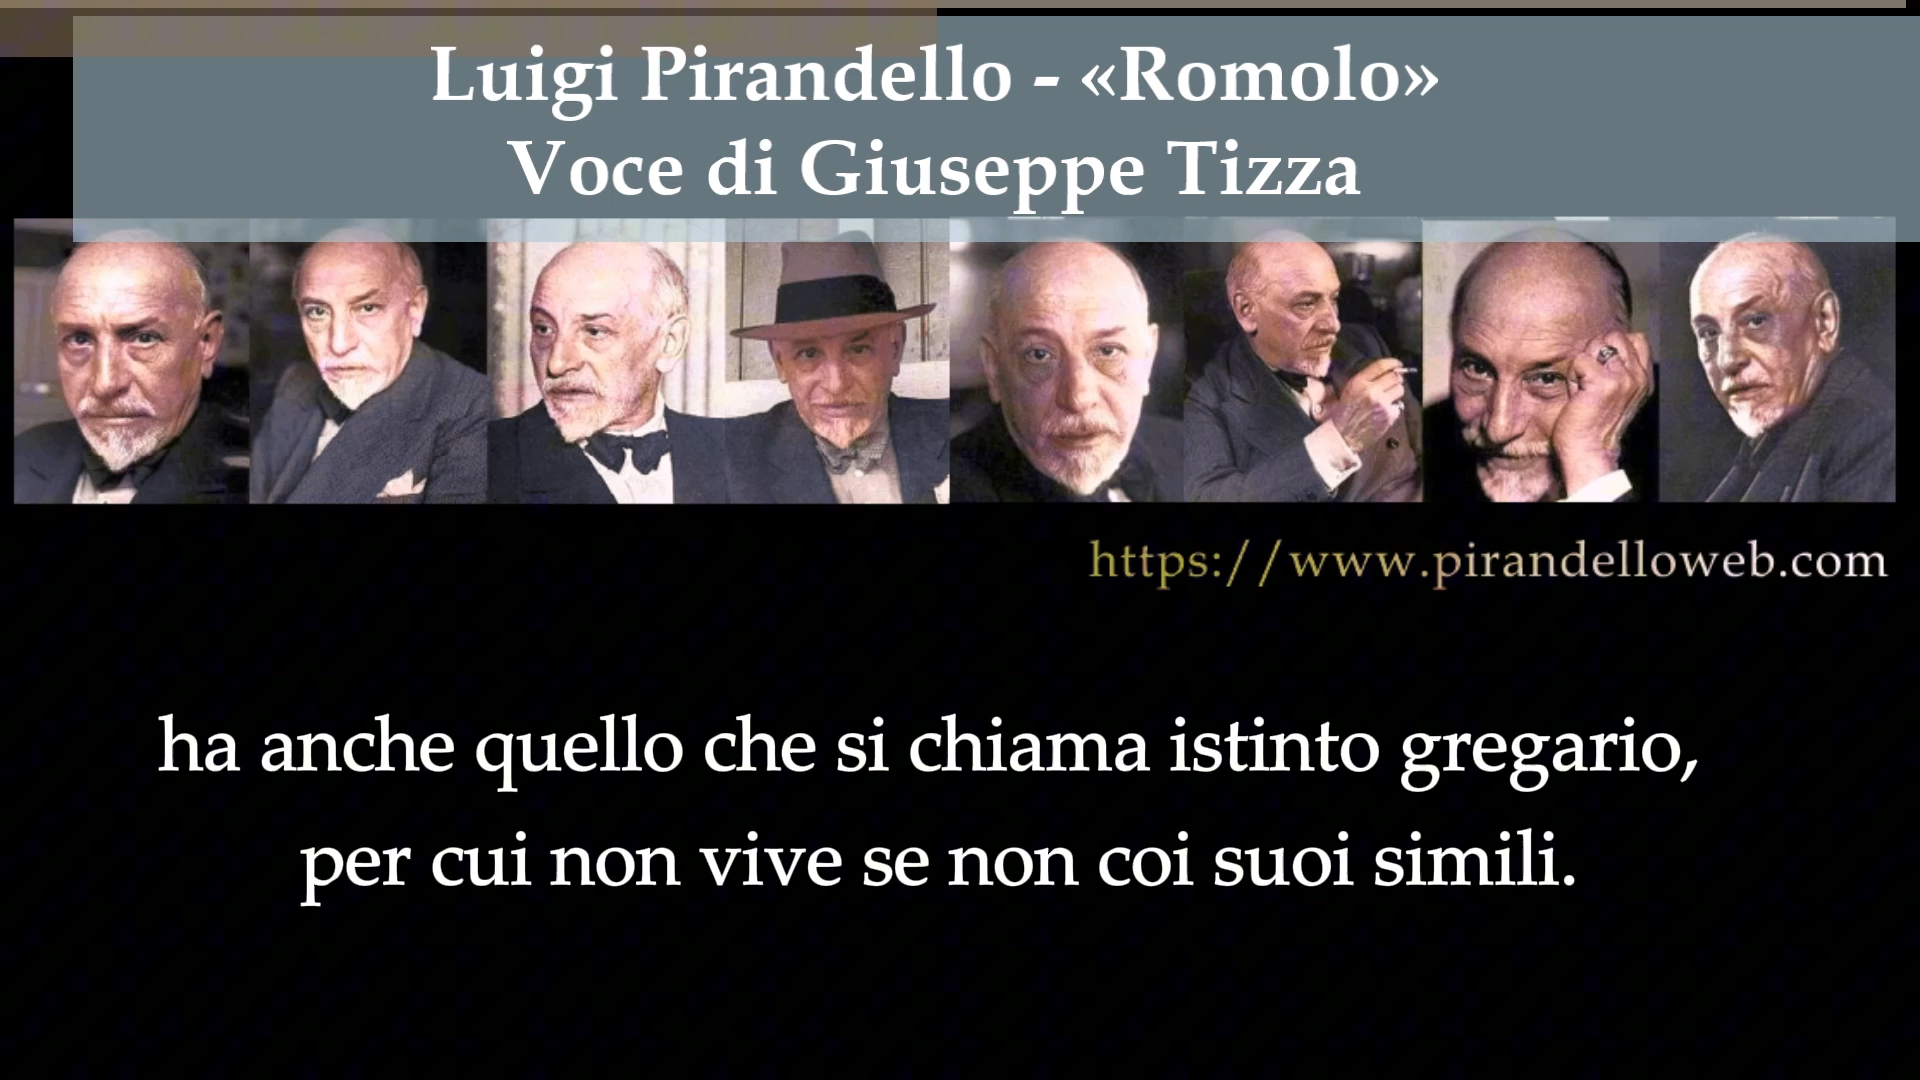 Luigi Pirandello - «Romolo»
Voce di Giuseppe Tizza
https://www.pirandelloweb.com
ha anche quello che si chiama istinto gregario,
per cui non vive se non coi suoi simili.